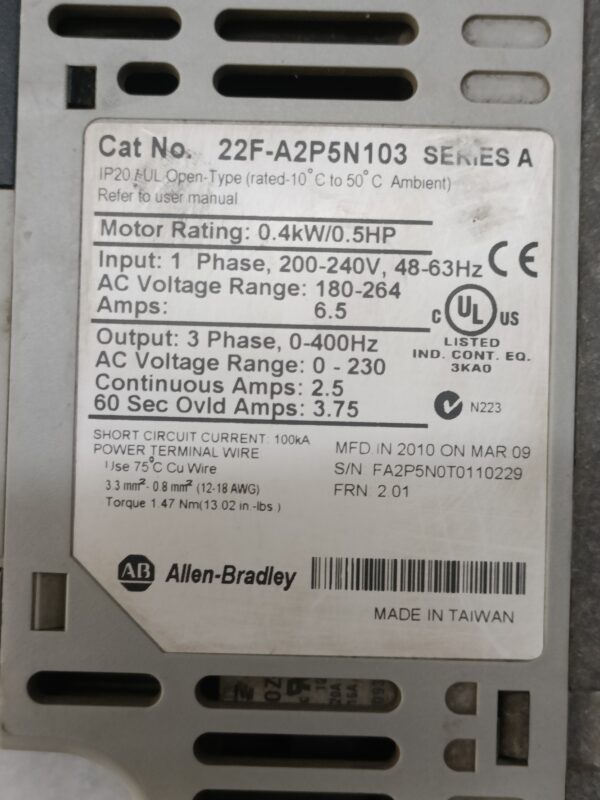 Cat No. 22F-A2P5N103 SERIES A
IP20 / UL Open-Type (rated-10°C to 50°C Ambient)
Refer to user manual
Motor Rating: 0.4kW/0.5HP
Input: 1 Phase, 200-240V, 48-63Hz
AC Voltage Range: 180-264
Amps: 6.5
CE
C UL US
LISTED
IND. CONT. EQ.
3KA0
Output: 3 Phase, 0-400Hz
AC Voltage Range: 0 - 230
Continuous Amps: 2.5
60 Sec Ovld Amps: 3.75
N223
SHORT CIRCUIT CURRENT: 100kA
POWER TERMINAL WIRE
Use 75°C Cu Wire
3.3 mm²- 0.8 mm² (12-18 AWG)
Torque 1.47 Nm(13.02 in.-lbs.)
MFD IN 2010 ON MAR 09
S/N: FA2P5N0T0110229
FRN: 2.01
AB Allen-Bradley
MADE IN TAIWAN